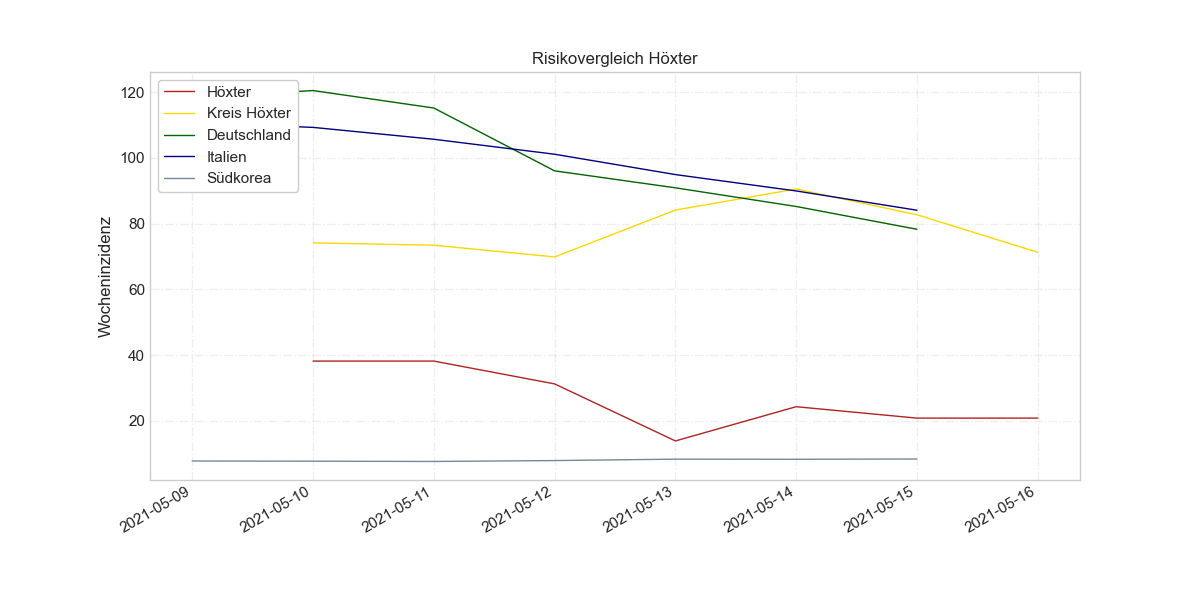 Risikovergleich Höxter
Höxter
Kreis Höxter
Deutschland
Italien
Südkorea
Wocheninzidenz
120
100
80
60
40
20
2021-05-09
2021-05-10
2021-05-11
2021-05-12
2021-05-13
2021-05-14
2021-05-15
2021-05-16